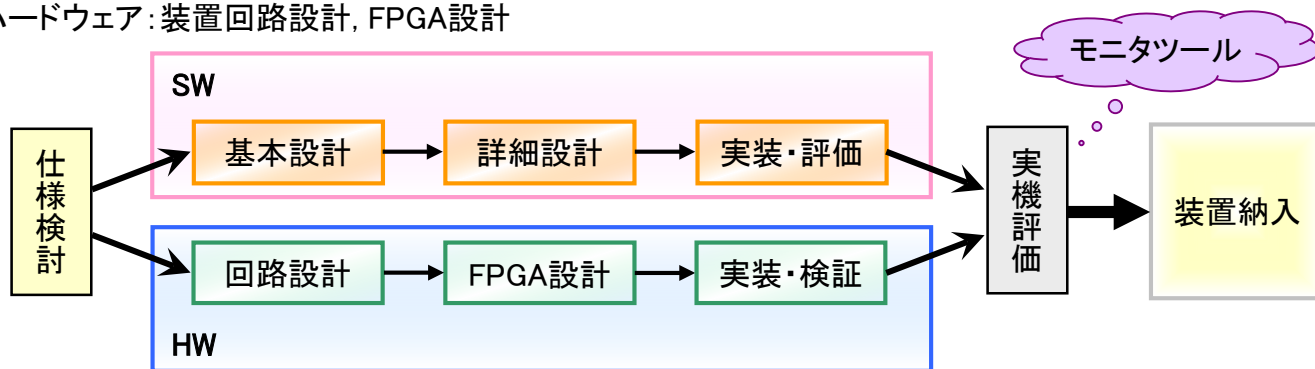 ハードウェア：装置回路設計, FPGA設計
モニタツール
SW
基本設計
詳細設計
実装・評価
仕様検討
実機評価
装置納入
回路設計
FPGA設計
実装・検証
HW